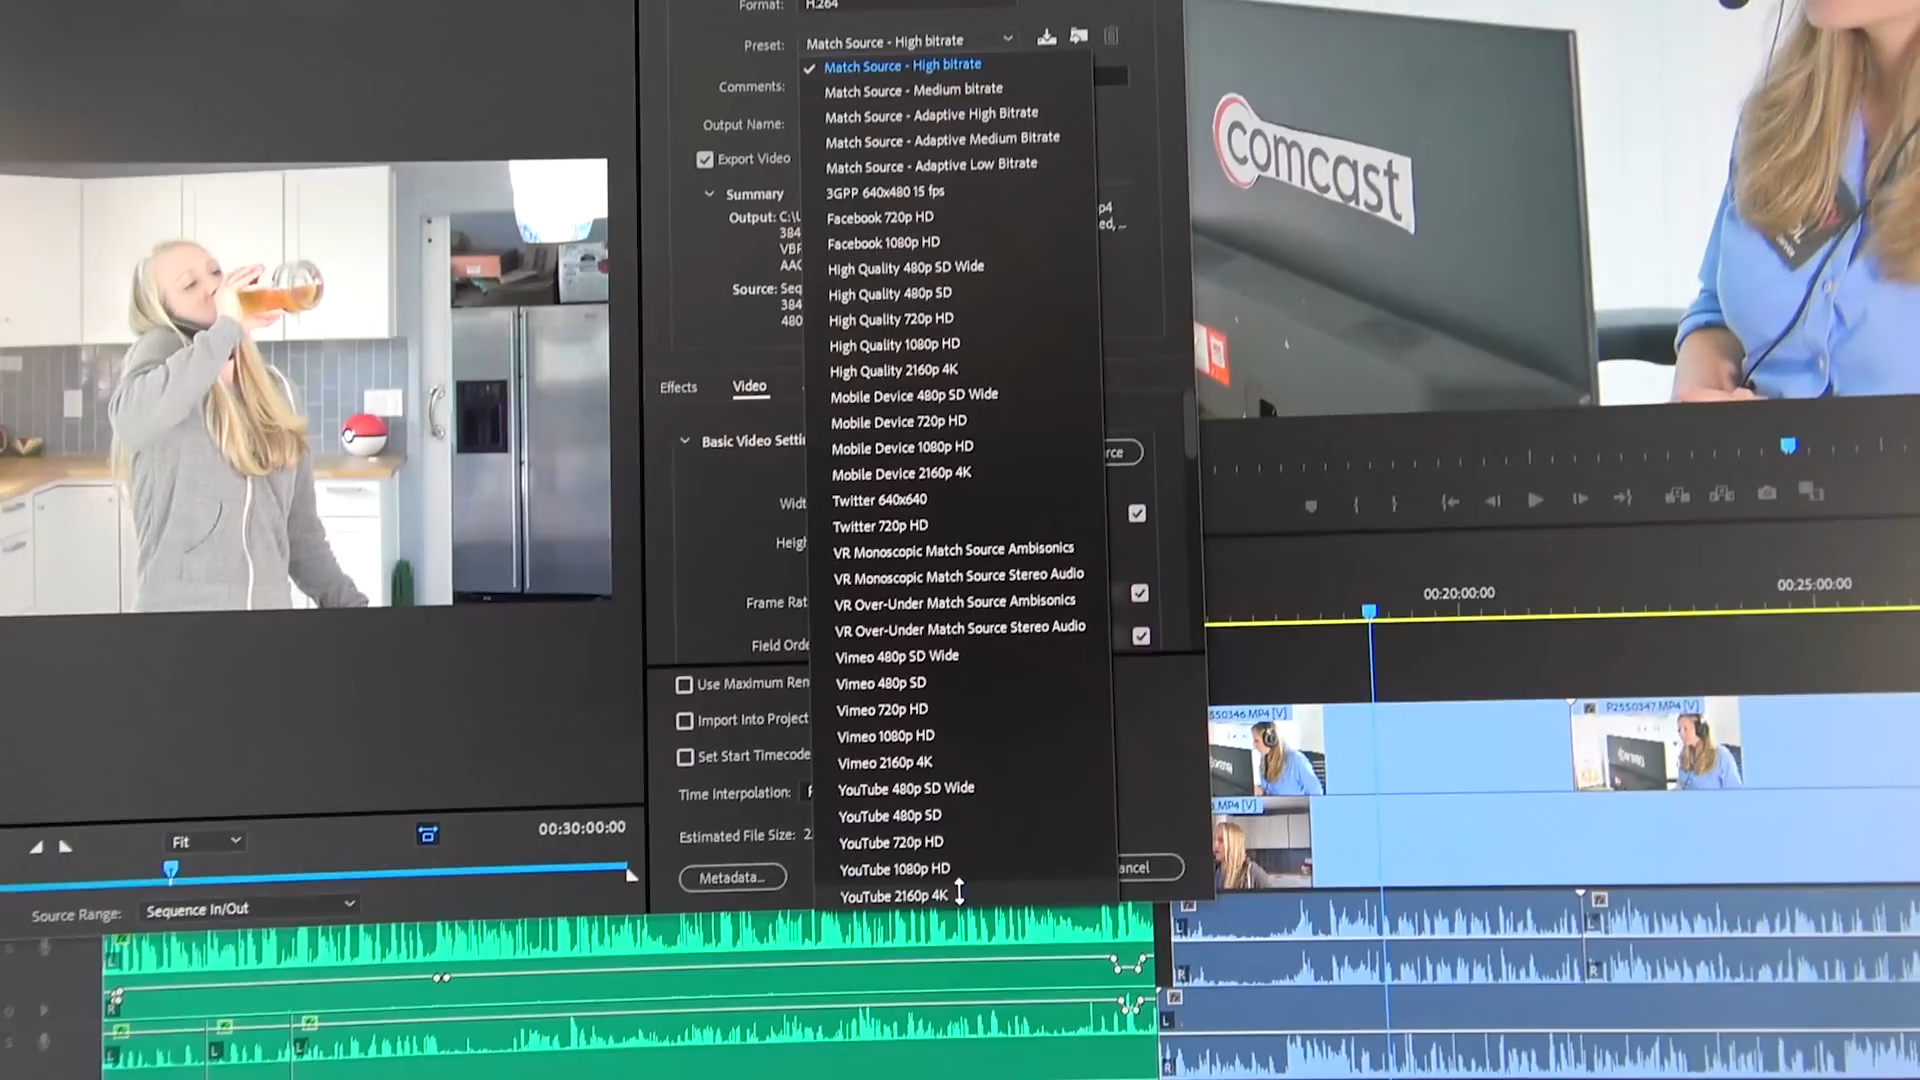 Format:
H.264
Preset:
Match Source - High bitrate
Match Source - High bitrate
Match Source - Medium bitrate
Match Source - Adaptive High Bitrate
Match Source - Adaptive Medium Bitrate
Match Source - Adaptive Low Bitrate
3GPP 640x480 15 fps
Facebook 720p HD
Facebook 1080p HD
High Quality 480p SD Wide
High Quality 480p SD
High Quality 720p HD
High Quality 1080p HD
High Quality 2160p 4K
Mobile Device 480p SD Wide
Mobile Device 720p HD
Mobile Device 1080p HD
Mobile Device 2160p 4K
Twitter 640x640
Twitter 720p HD
VR Monoscopic Match Source Ambisonics
VR Monoscopic Match Source Stereo Audio
VR Over-Under Match Source Ambisonics
VR Over-Under Match Source Stereo Audio
Vimeo 480p SD Wide
Vimeo 480p SD
Vimeo 720p HD
Vimeo 1080p HD
Vimeo 2160p 4K
YouTube 480p SD Wide
YouTube 480p SD
YouTube 720p HD
YouTube 1080p HD
YouTube 2160p 4K
Comments:
Output Name:
Export Video
Summary
Output: C:\
384
VB
AAC
p4
ed, ...
Source: Seq
384
480
Effects
Video
Basic Video Setti
rce
Widt
Heigh
Frame Rat
Field Orde
Use Maximum Ren
Import Into Project
Set Start Timecode
Time Interpolation:
Estimated File Size: 2
Metadata...
ancel
Fit
00:30:00:00
Source Range:
Sequence In/Out
comcast
00:20:00:00
00:25:00:00
550346.MP4 [V]
P2550347.MP4 [V]
.MP4 [V]
L
R
L
L
L
L
R
L
R
L
R